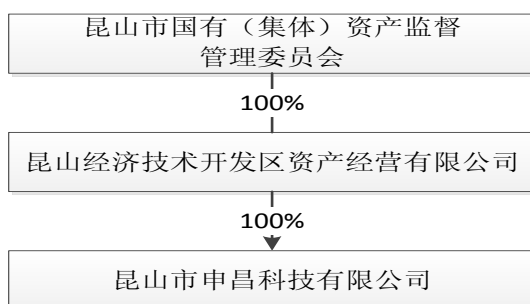 昆山市国有（集体）资产监督
管理委员会
100%
昆山经济技术开发区资产经营有限公司
100%
昆山市申昌科技有限公司